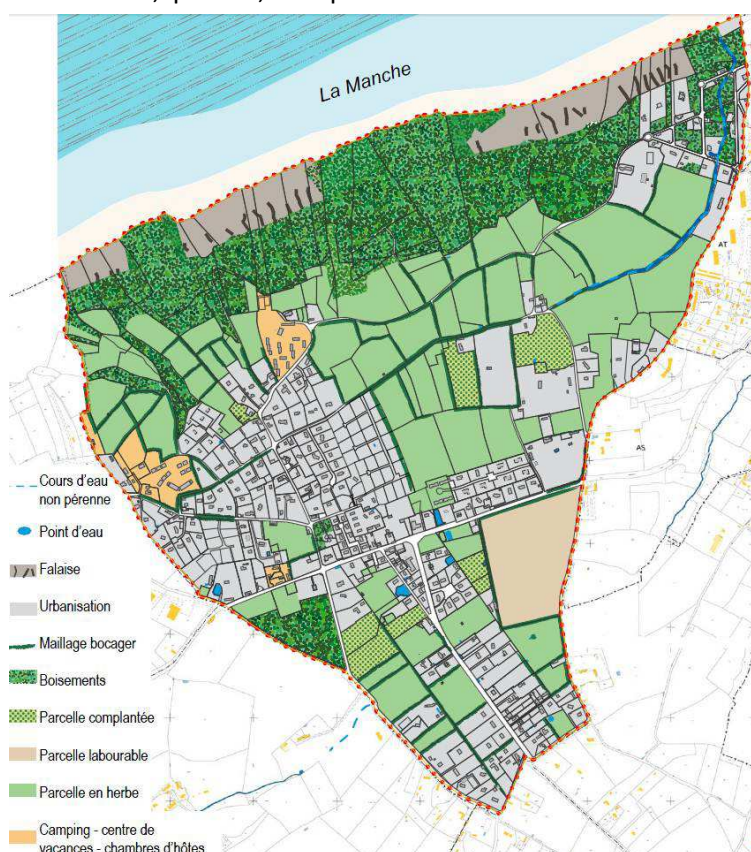 La Manche
AT
AS
Cours d'eau
non pérenne
Point d'eau
Falaise
Urbanisation
Maillage bocager
Boisements
Parcelle complantée
Parcelle labourable
Parcelle en herbe
Camping - centre de
vacances - chambres d'hôtes